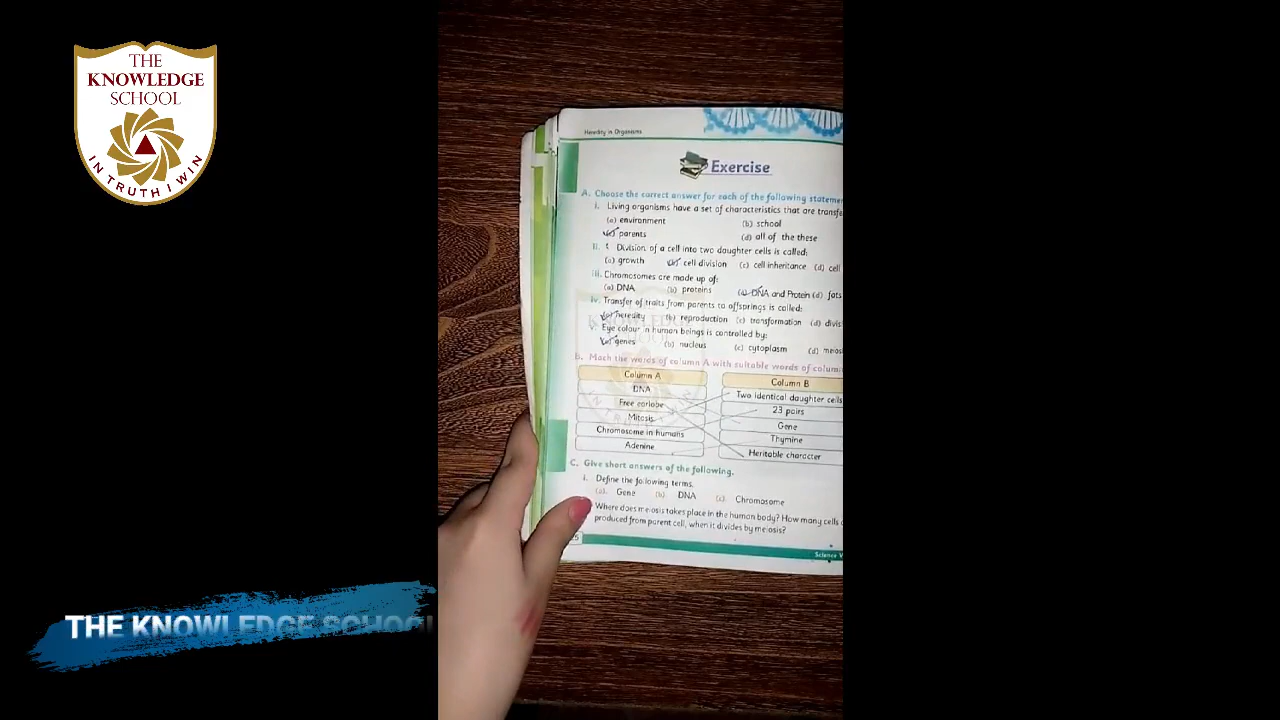 THE
KNOWLEDGE
SCHOOL
IN TRUTH I WIN
THE KNOWLEDGE SCHOOL
Heredity in Organisms
Exercise
A. Choose the correct answer for each of the following
i. Living organisms have a set of characteristics that are
(a) environment (b) school
(c) parents (d) all of the these
ii. Division of a cell into two daughter cells is called:
(a) growth (b) cell division (c) cell inheritance (d) cell
iii. Chromosomes are made up of:
(a) DNA (b) proteins (c) DNA and Protein (d) fats
iv. Transfer of traits from parents to offsprings is called:
(a) heredity (b) reproduction (c) transformation (d)
v. Eye colour in human beings is controlled by:
(a) genes (b) nucleus (c) cytoplasm (d)
B. Mach the words of column A with suitable words of
Column A Column B
DNA Two identical daughter cells
Free earlobe 23 pairs
Mitosis Gene
Chromosome in humans Thymine
Adenine Heritable character
C. Give short answers of the following.
i. Define the following terms.
(a). Gene (b) DNA (c) Chromosome
Where does meiosis takes place in the human body? How many cells
produced from parent cell, when it divides by meiosis?
5 Science